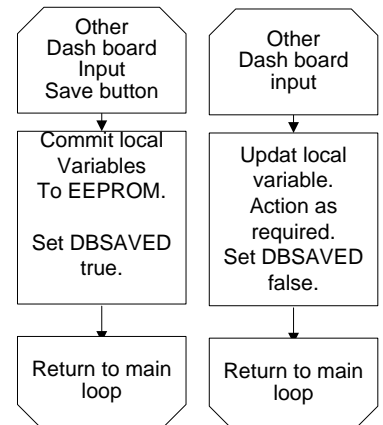 Other
Dash board
Input
Save button
Commit local
Variables
To EEPROM.
Set DBSAVED
true.
Return to main
loop
Other
Dash board
input
Updat local
variable.
Action as
required.
Set DBSAVED
false.
Return to main
loop